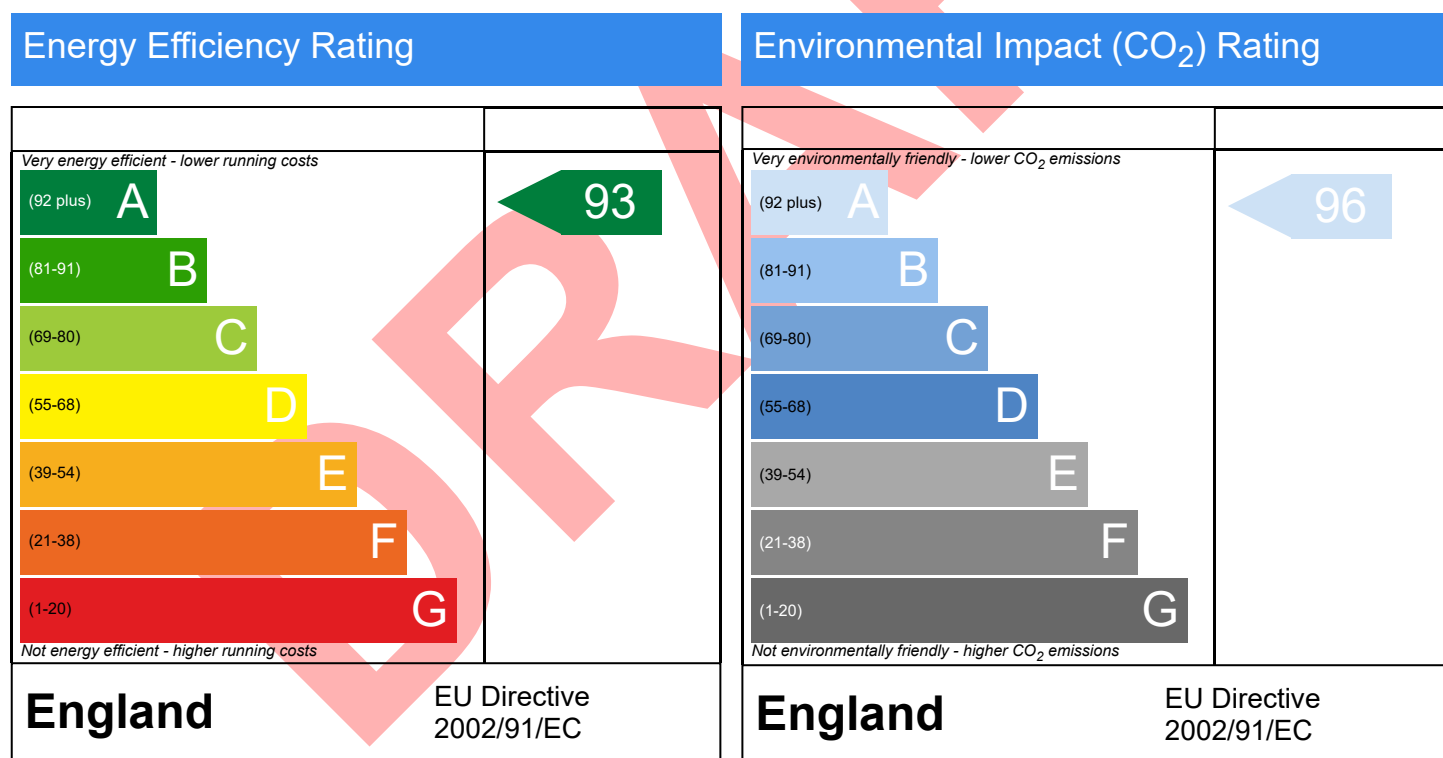 Energy Efficiency Rating
Very energy efficient - lower running costs
(92 plus) A
93
(81-91) B
(69-80) C
(55-68) D
(39-54) E
(21-38) F
(1-20) G
Not energy efficient - higher running costs
England
EU Directive
2002/91/EC
Environmental Impact (CO₂) Rating
Very environmentally friendly - lower CO₂ emissions
(92 plus) A
96
(81-91) B
(69-80) C
(55-68) D
(39-54) E
(21-38) F
(1-20) G
Not environmentally friendly - higher CO₂ emissions
England
EU Directive
2002/91/EC